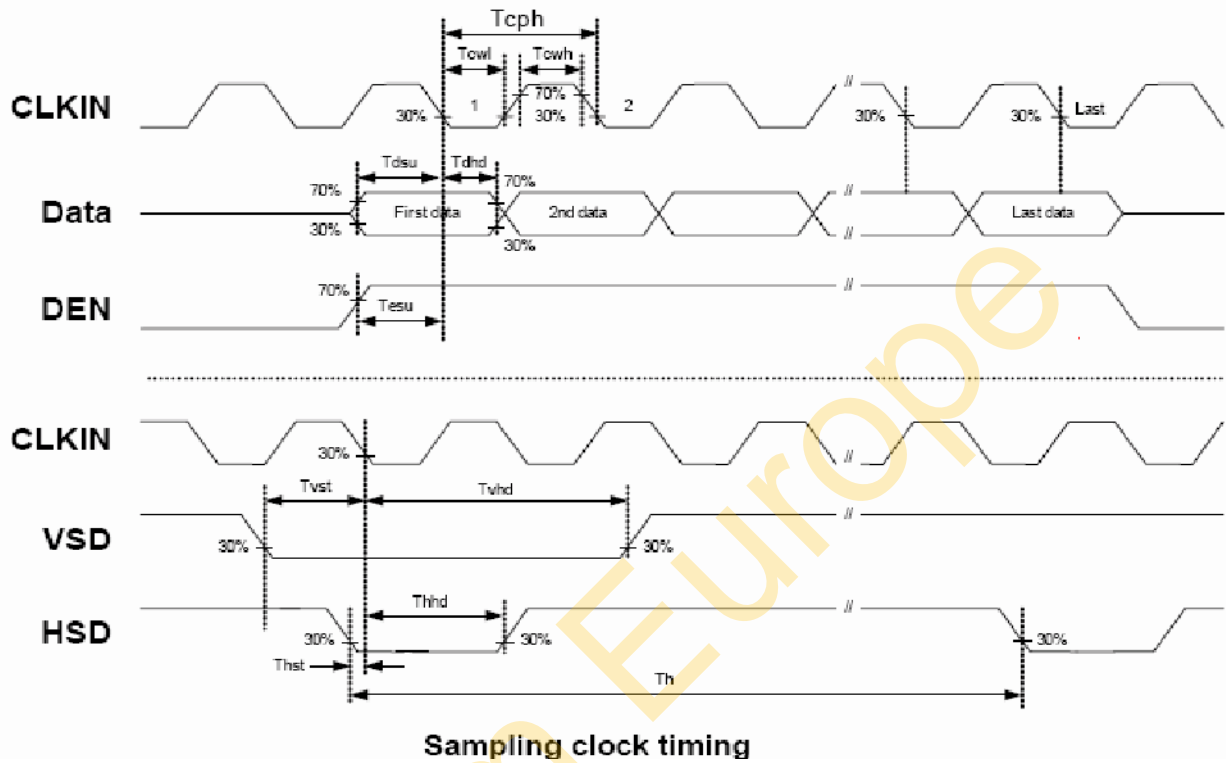 Tcph
Tcwl Tcwh
CLKIN
30% 1 70% 30% 2 30% 30% Last
Tdsu Tdhd
70% 70%
Data First data 2nd data // Last data
30% 30%
DEN 70% //
Tesu
CLKIN 30% //
Tvst Tvhd
VSD 30% 30% //
Thhd
HSD 30% 30% // 30%
Thst
Th
Sampling clock timing
Europe